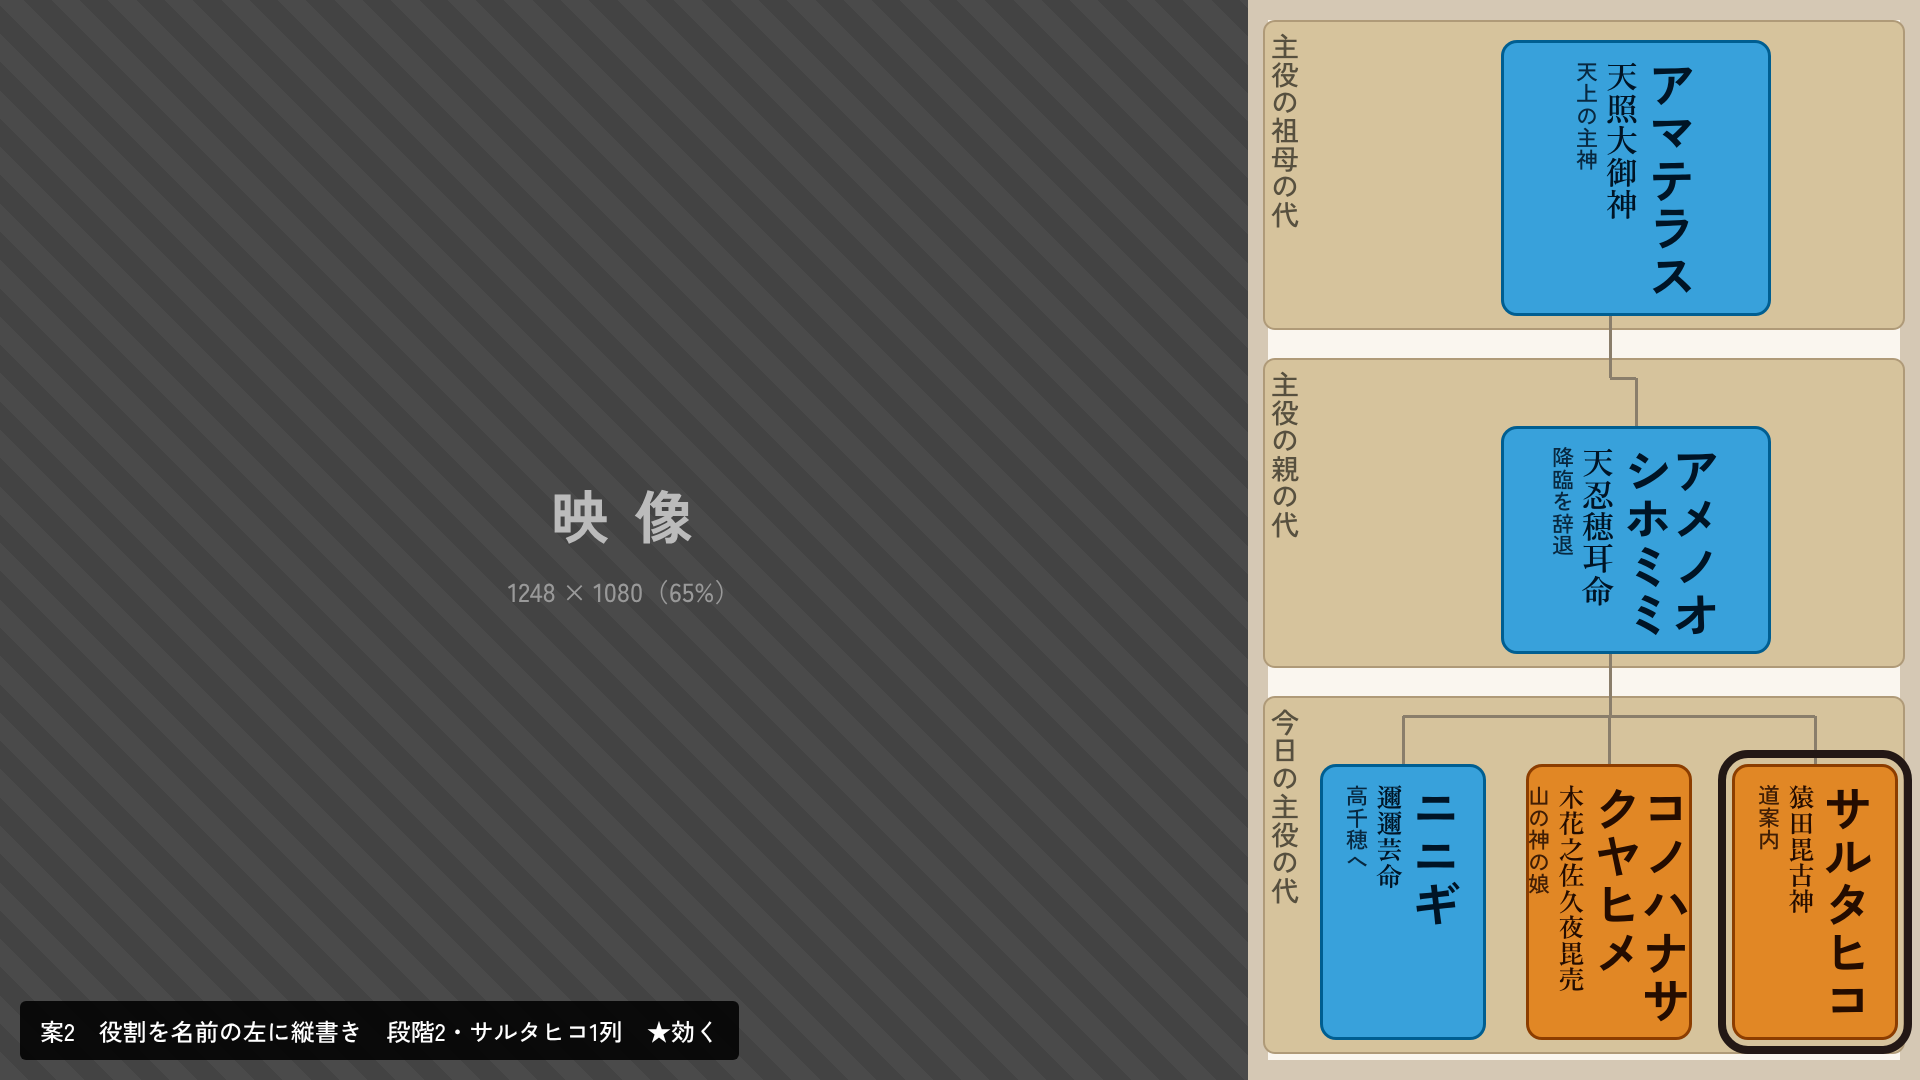 映像
1248 × 1080（65%）
案2　役割を名前の左に縦書き　段階2・サルタヒコ1列　★効く
主役の祖母の代
アマテラス
天照大御神
天上の主神
主役の親の代
アメノオ
シホミミ
天忍穂耳命
降臨を辞退
今日の主役の代
ニニギ
邇邇芸命
高千穂へ
コノハナサ
クヤヒメ
木花之佐久夜毘売
山の神の娘
サルタヒコ
猿田毘古神
道案内